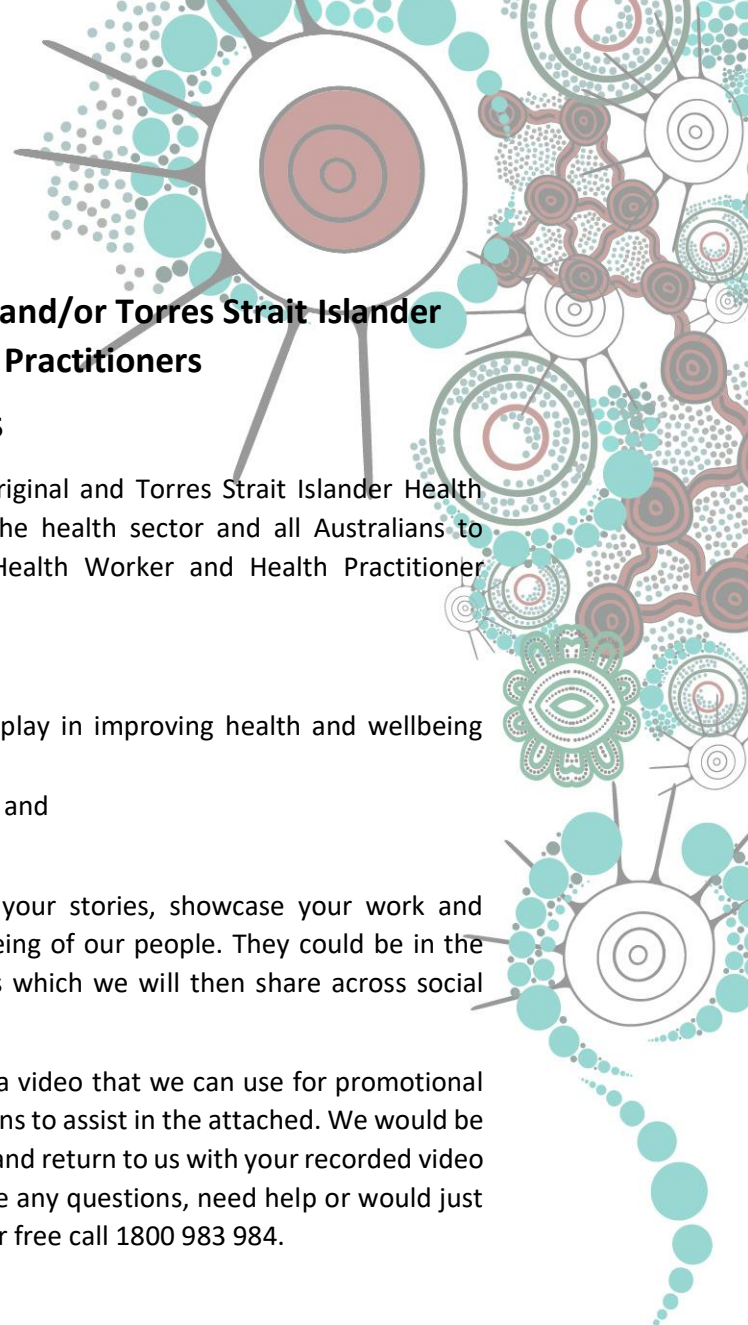 and/or Torres Strait Islander
Practitioners
s
riginal and Torres Strait Islander Health
he health sector and all Australians to
Health Worker and Health Practitioner
play in improving health and wellbeing
and
your stories, showcase your work and
eing of our people. They could be in the
s which we will then share across social
a video that we can use for promotional
ns to assist in the attached. We would be
and return to us with your recorded video
e any questions, need help or would just
r free call 1800 983 984.